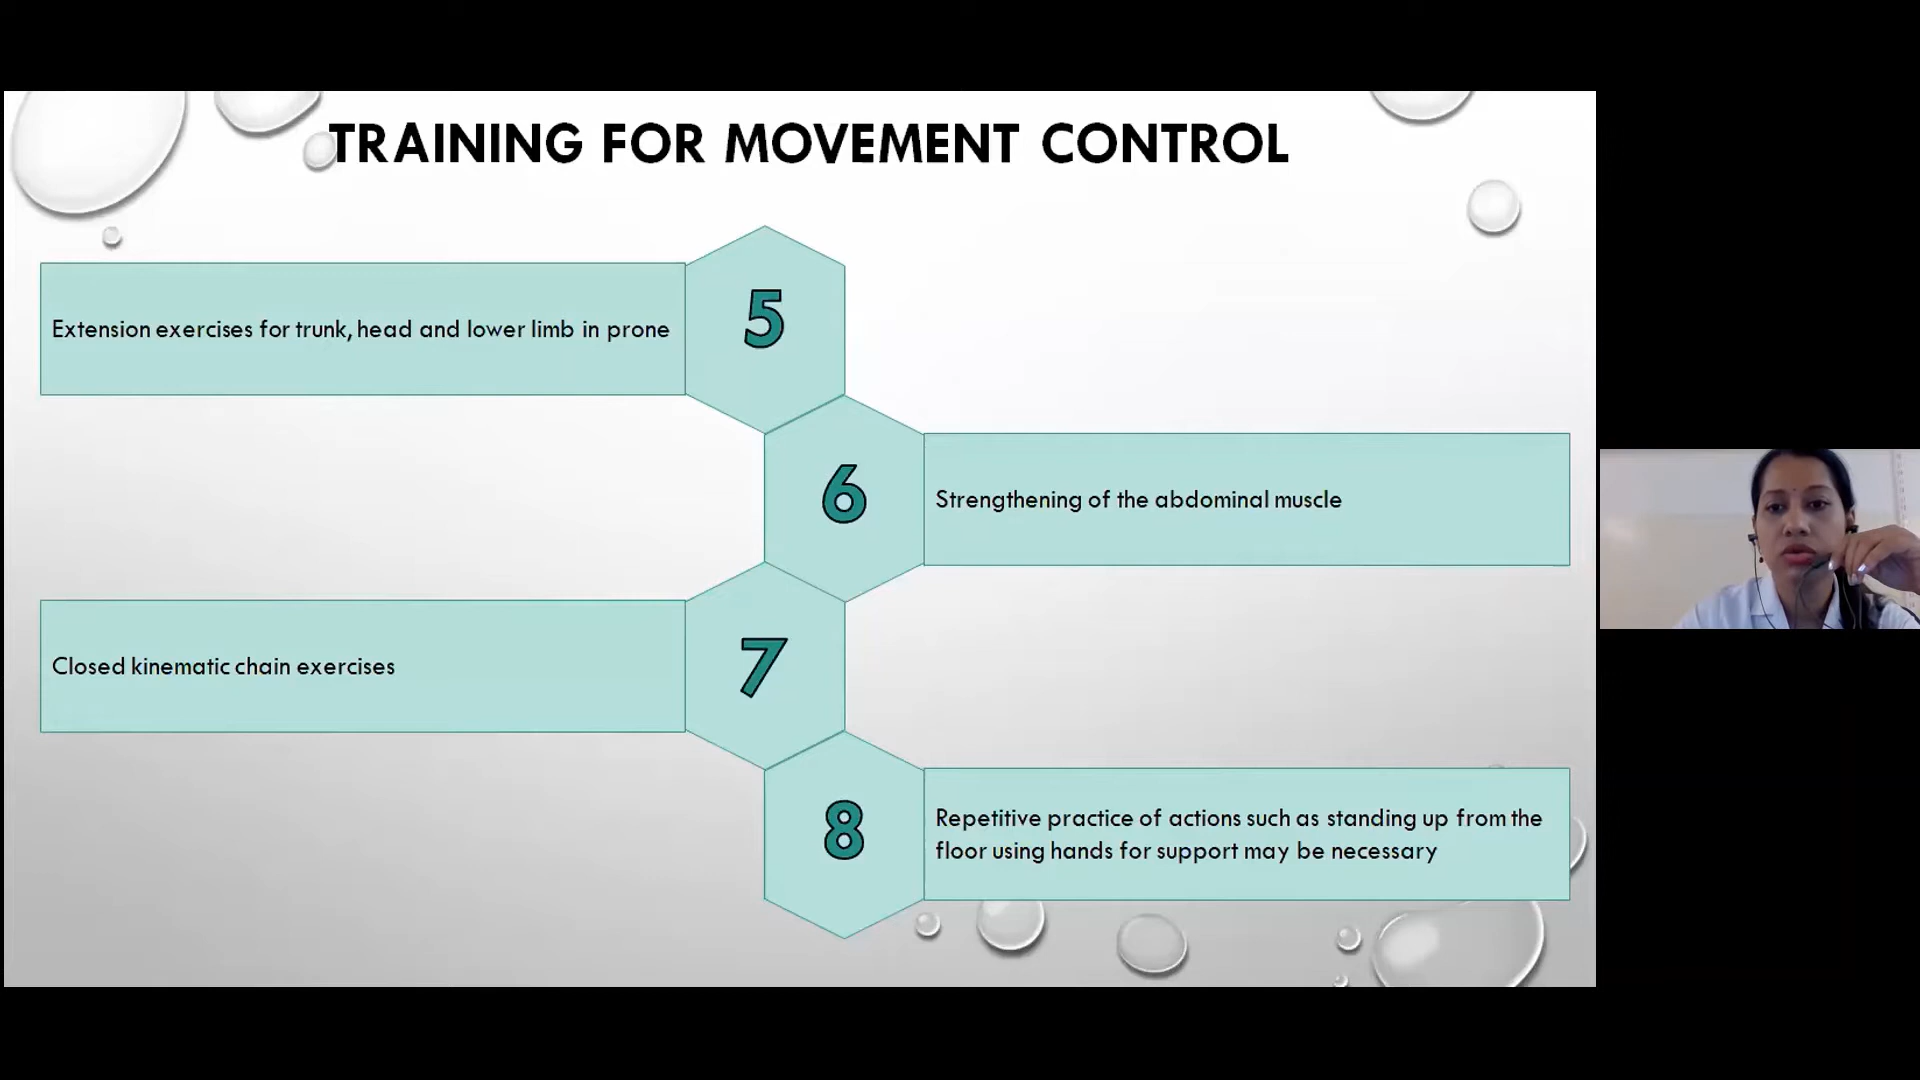 TRAINING FOR MOVEMENT CONTROL
Extension exercises for trunk, head and lower limb in prone
5
6
Strengthening of the abdominal muscle
Closed kinematic chain exercises
7
8
Repetitive practice of actions such as standing up from the
floor using hands for support may be necessary